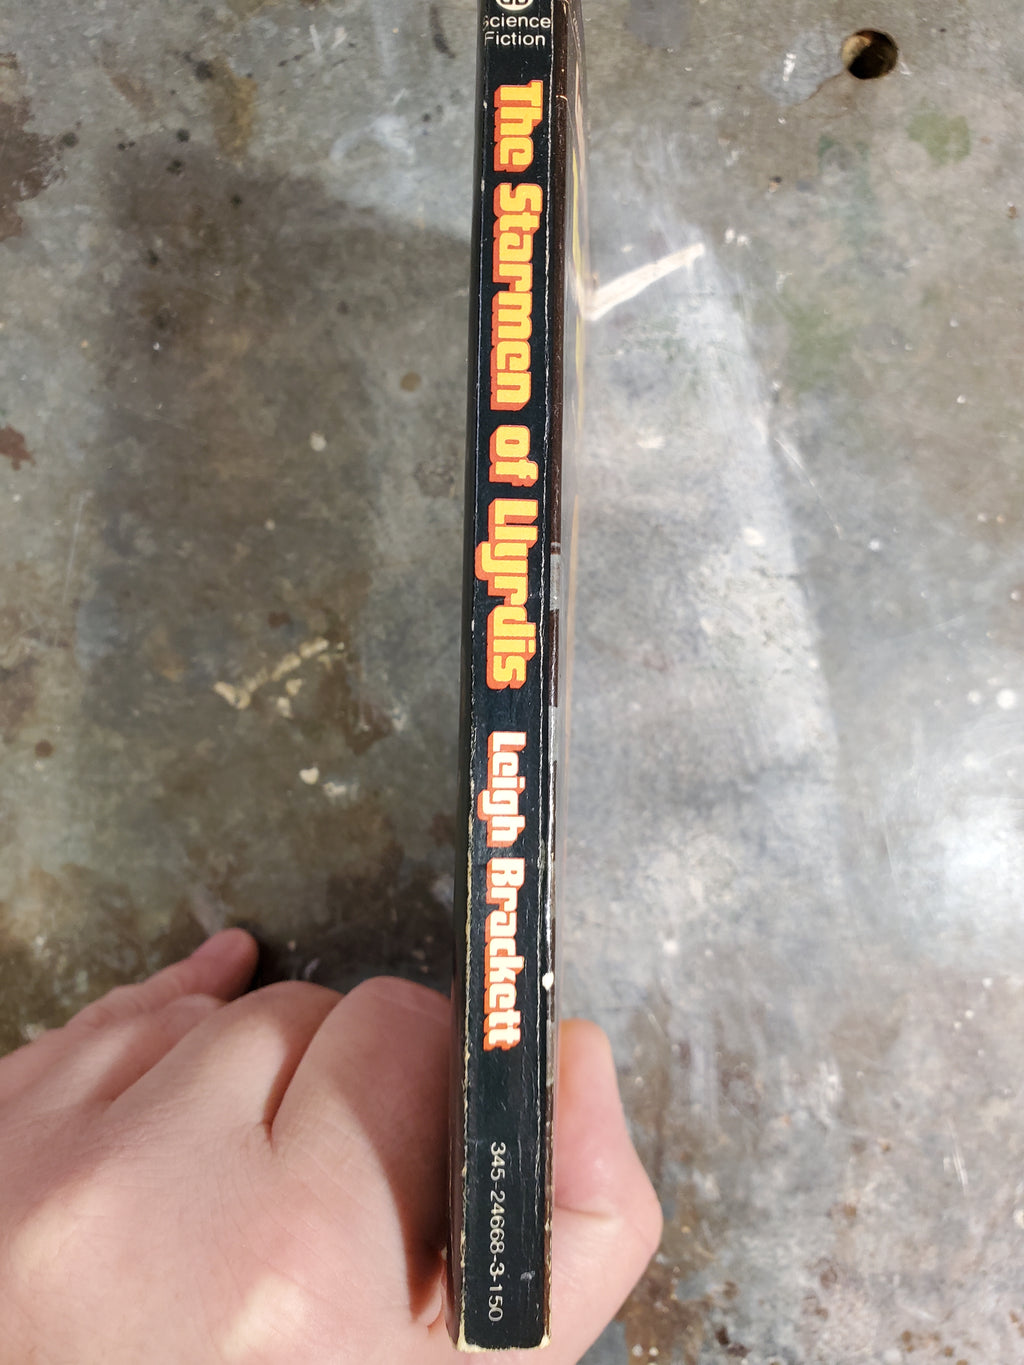 Science
Fiction
The Starmen of Llyrdis
Leigh Brackett
345-24668-3-150